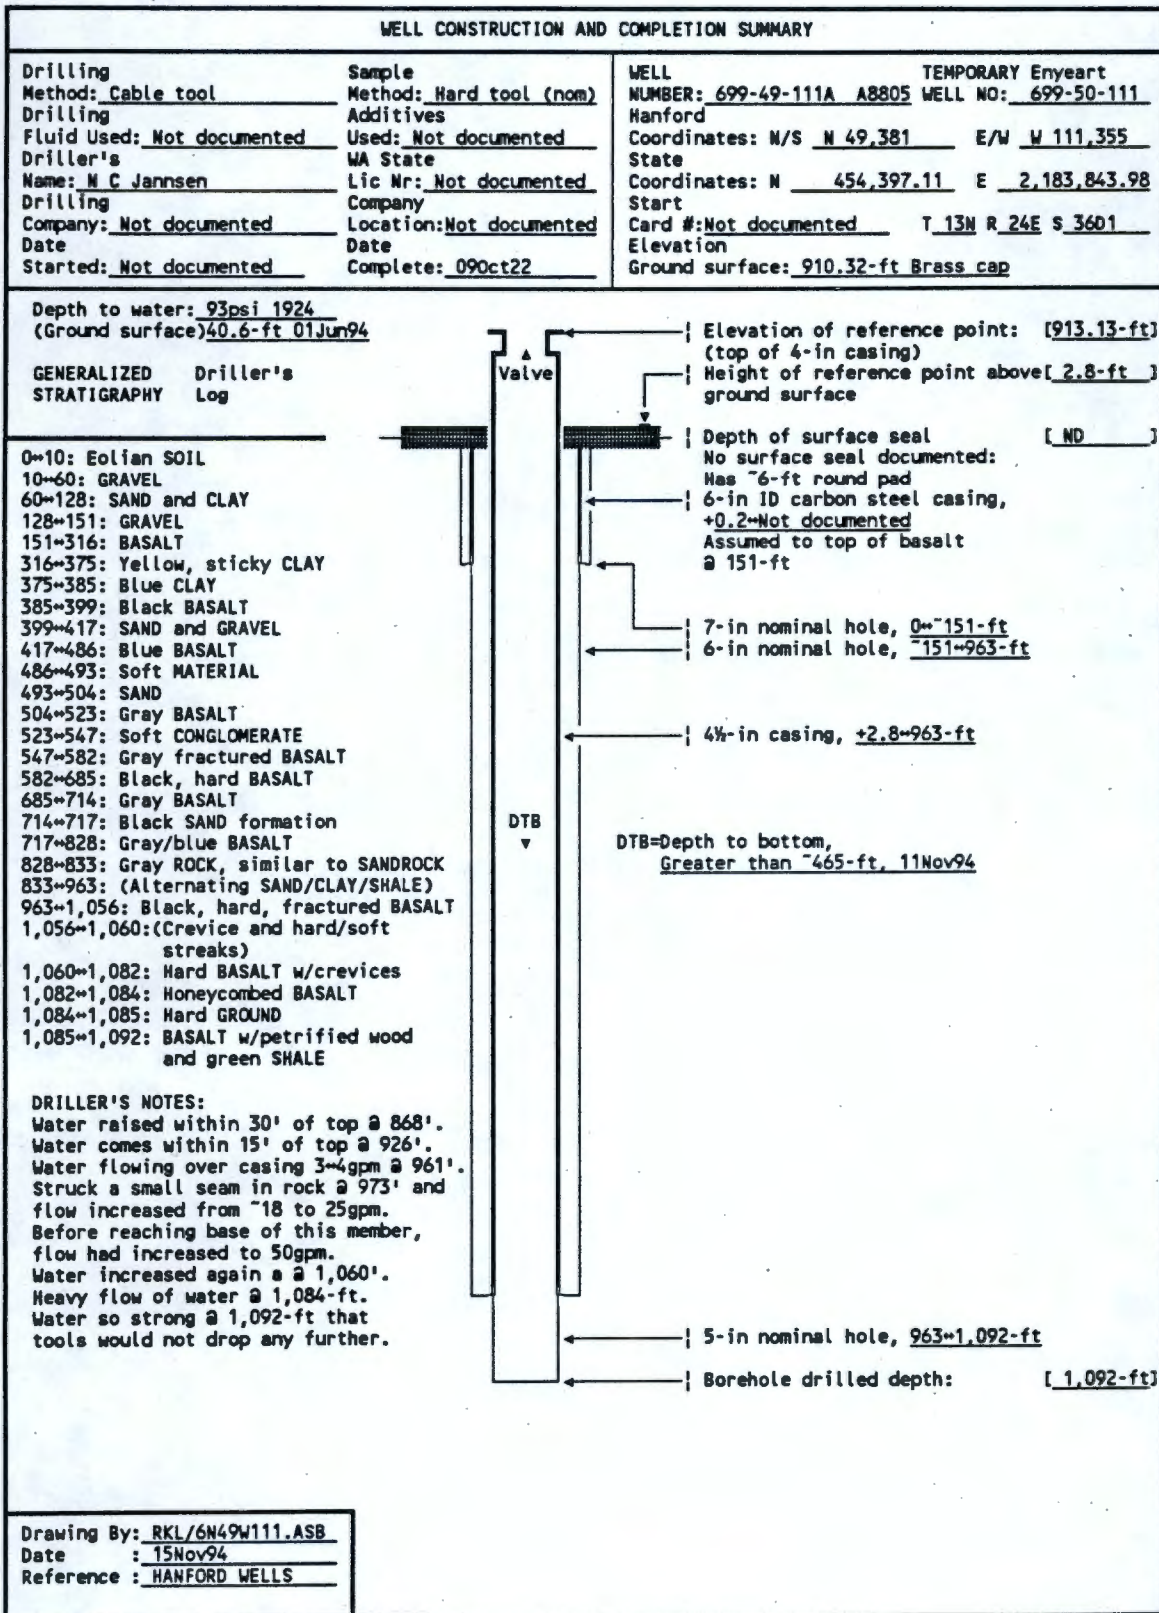 WELL CONSTRUCTION AND COMPLETION SUMMARY
Drilling
Method: Cable tool
Drilling
Fluid Used: Not documented
Driller's
Name: N C Jannsen
Drilling
Company: Not documented
Date
Started: Not documented
Sample
Method: Hard tool (nom)
Additives
Used: Not documented
WA State
Lic Nr: Not documented
Company
Location: Not documented
Date
Complete: 09Oct22
WELL TEMPORARY Enyeart
NUMBER: 699-49-111A A8805 WELL NO: 699-50-111
Hanford
Coordinates: N/S N 49,381 E/W W 111,355
State
Coordinates: N 454,397.11 E 2,183,843.98
Start
Card #: Not documented T 13N R 24E S 36D1
Elevation
Ground surface: 910.32-ft Brass cap
Depth to water: 93psi 1924
(Ground surface) 40.6-ft 01Jun94
GENERALIZED Driller's
STRATIGRAPHY Log
0↔10: Eolian SOIL
10↔60: GRAVEL
60↔128: SAND and CLAY
128↔151: GRAVEL
151↔316: BASALT
316↔375: Yellow, sticky CLAY
375↔385: Blue CLAY
385↔399: Black BASALT
399↔417: SAND and GRAVEL
417↔486: Blue BASALT
486↔493: Soft MATERIAL
493↔504: SAND
504↔523: Gray BASALT
523↔547: Soft CONGLOMERATE
547↔582: Gray fractured BASALT
582↔685: Black, hard BASALT
685↔714: Gray BASALT
714↔717: Black SAND formation
717↔828: Gray/blue BASALT
828↔833: Gray ROCK, similar to SANDROCK
833↔963: (Alternating SAND/CLAY/SHALE)
963↔1,056: Black, hard, fractured BASALT
1,056↔1,060:(Crevice and hard/soft
streaks)
1,060↔1,082: Hard BASALT w/crevices
1,082↔1,084: Honeycombed BASALT
1,084↔1,085: Hard GROUND
1,085↔1,092: BASALT w/petrified wood
and green SHALE
DRILLER'S NOTES:
Water raised within 30' of top @ 868'.
Water comes within 15' of top @ 926'.
Water flowing over casing 3↔4gpm @ 961'.
Struck a small seam in rock @ 973' and
flow increased from ~18 to 25gpm.
Before reaching base of this member,
flow had increased to 50gpm.
Water increased again a @ 1,060'.
Heavy flow of water @ 1,084-ft.
Water so strong @ 1,092-ft that
tools would not drop any further.
Valve
DTB
Elevation of reference point: [913.13-ft]
(top of 4-in casing)
Height of reference point above [ 2.8-ft ]
ground surface
Depth of surface seal [ ND ]
No surface seal documented:
Has ~6-ft round pad
6-in ID carbon steel casing,
+0.2↔Not documented
Assumed to top of basalt
@ 151-ft
7-in nominal hole, 0↔~151-ft
6-in nominal hole, ~151↔963-ft
4½-in casing, +2.8↔963-ft
DTB=Depth to bottom,
Greater than ~465-ft, 11Nov94
5-in nominal hole, 963↔1,092-ft
Borehole drilled depth: [ 1,092-ft]
Drawing By: RKL/6N49W111.ASB
Date : 15Nov94
Reference : HANFORD WELLS